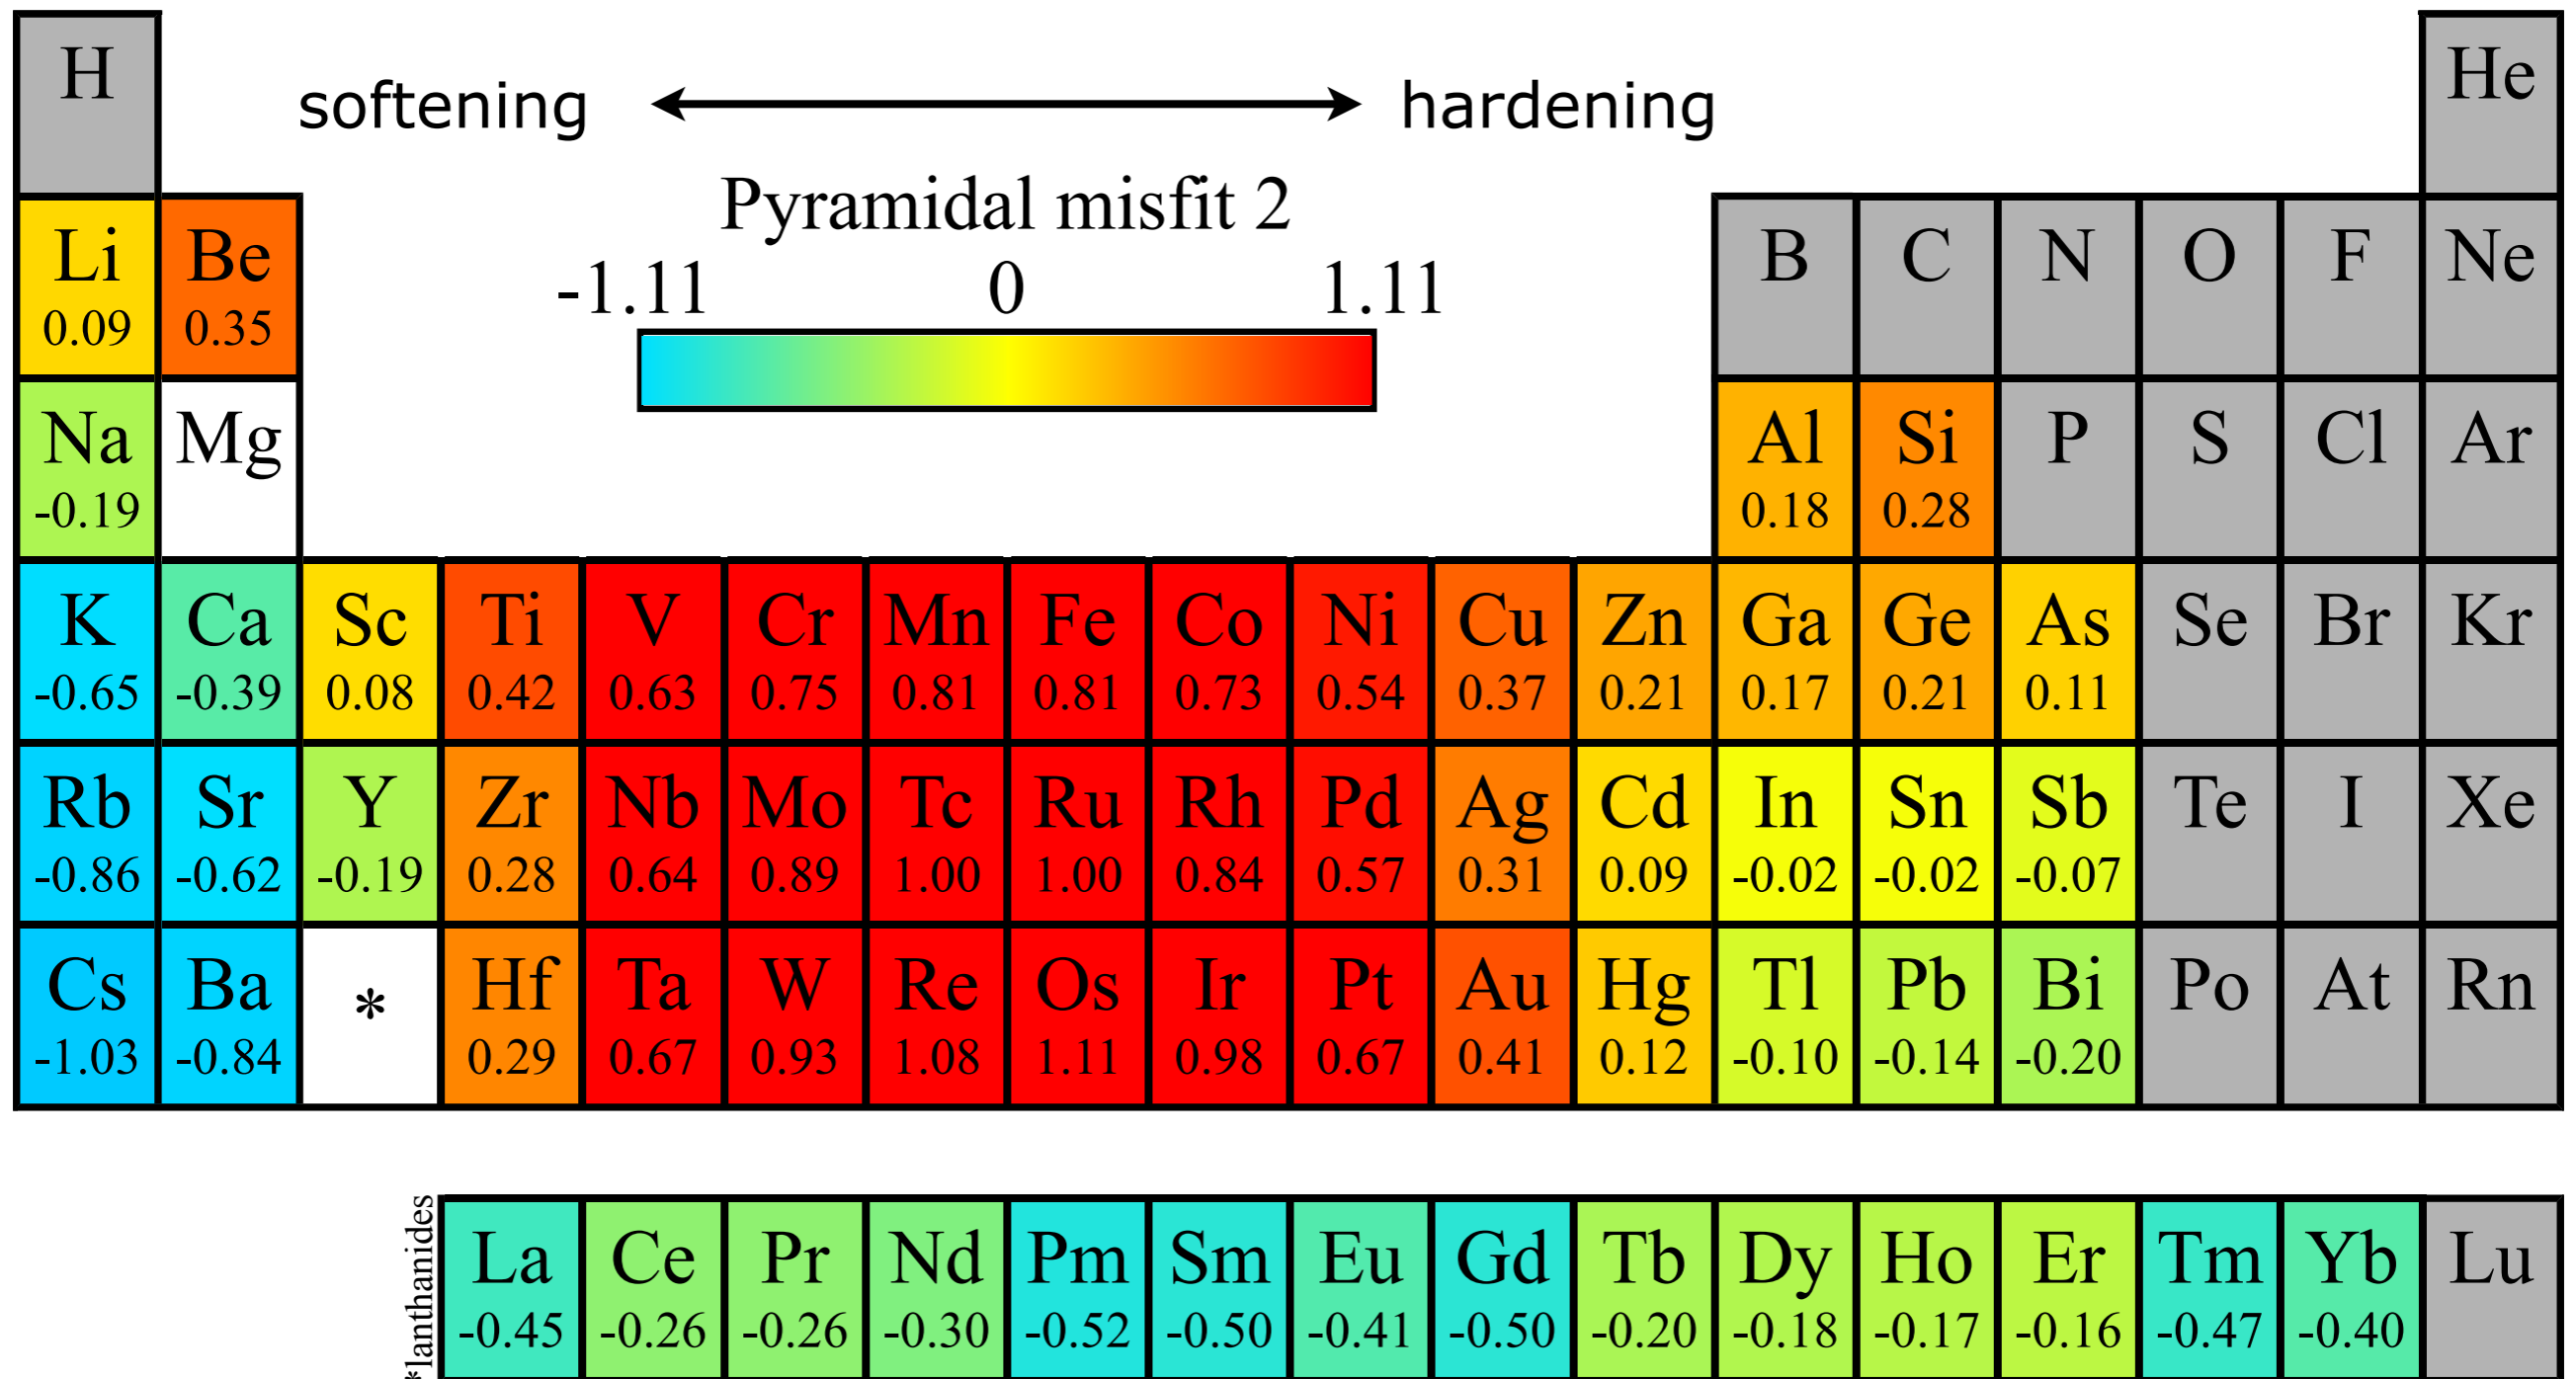 H He
softening hardening
Pyramidal misfit 2
-1.11 0 1.11
Li Be B C N O F Ne
0.09 0.35
Na Mg Al Si P S Cl Ar
-0.19 0.18 0.28
K Ca Sc Ti V Cr Mn Fe Co Ni Cu Zn Ga Ge As Se Br Kr
-0.65 -0.39 0.08 0.42 0.63 0.75 0.81 0.81 0.73 0.54 0.37 0.21 0.17 0.21 0.11
Rb Sr Y Zr Nb Mo Tc Ru Rh Pd Ag Cd In Sn Sb Te I Xe
-0.86 -0.62 -0.19 0.28 0.64 0.89 1.00 1.00 0.84 0.57 0.31 0.09 -0.02 -0.02 -0.07
Cs Ba * Hf Ta W Re Os Ir Pt Au Hg Tl Pb Bi Po At Rn
-1.03 -0.84 0.29 0.67 0.93 1.08 1.11 0.98 0.67 0.41 0.12 -0.10 -0.14 -0.20
*lanthanides
La Ce Pr Nd Pm Sm Eu Gd Tb Dy Ho Er Tm Yb Lu
-0.45 -0.26 -0.26 -0.30 -0.52 -0.50 -0.41 -0.50 -0.20 -0.18 -0.17 -0.16 -0.47 -0.40